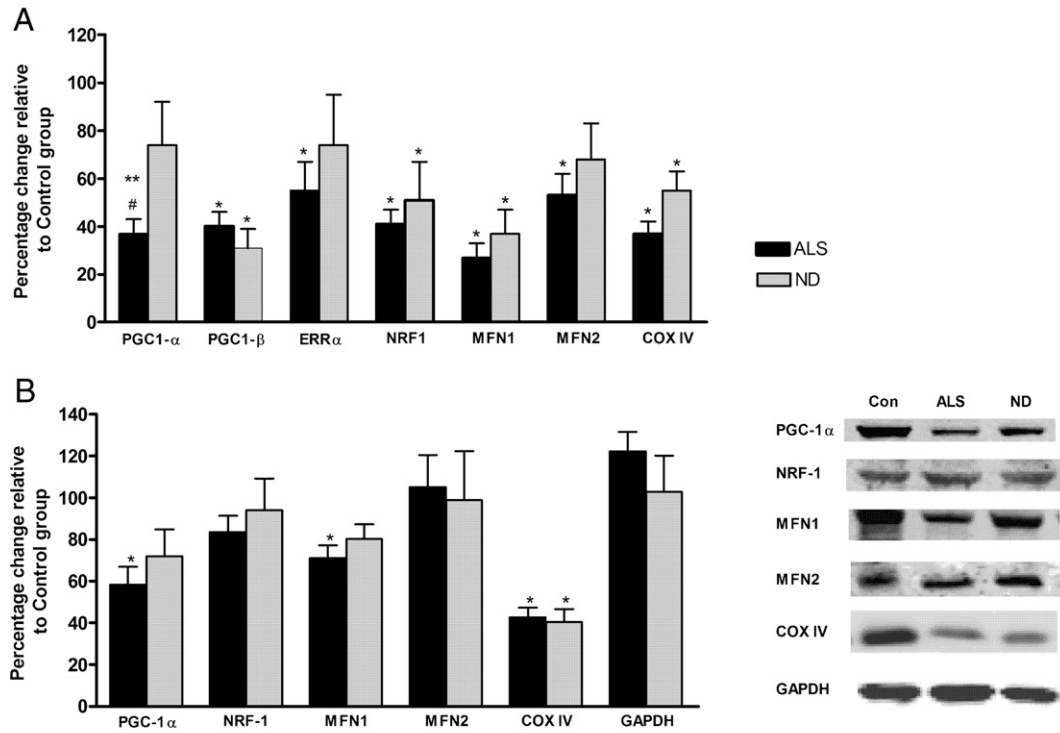 A
Percentage change relative
to Control group
120
100
80
60
40
20
0
**
#
*
*
*
*
*
*
*
*
*
*
PGC1-α
PGC1-β
ERRα
NRF1
MFN1
MFN2
COX IV
ALS
ND
B
Percentage change relative
to Control group
140
120
100
80
60
40
20
0
*
*
*
*
PGC-1α
NRF-1
MFN1
MFN2
COX IV
GAPDH
Con ALS ND
PGC-1α
NRF-1
MFN1
MFN2
COX IV
GAPDH